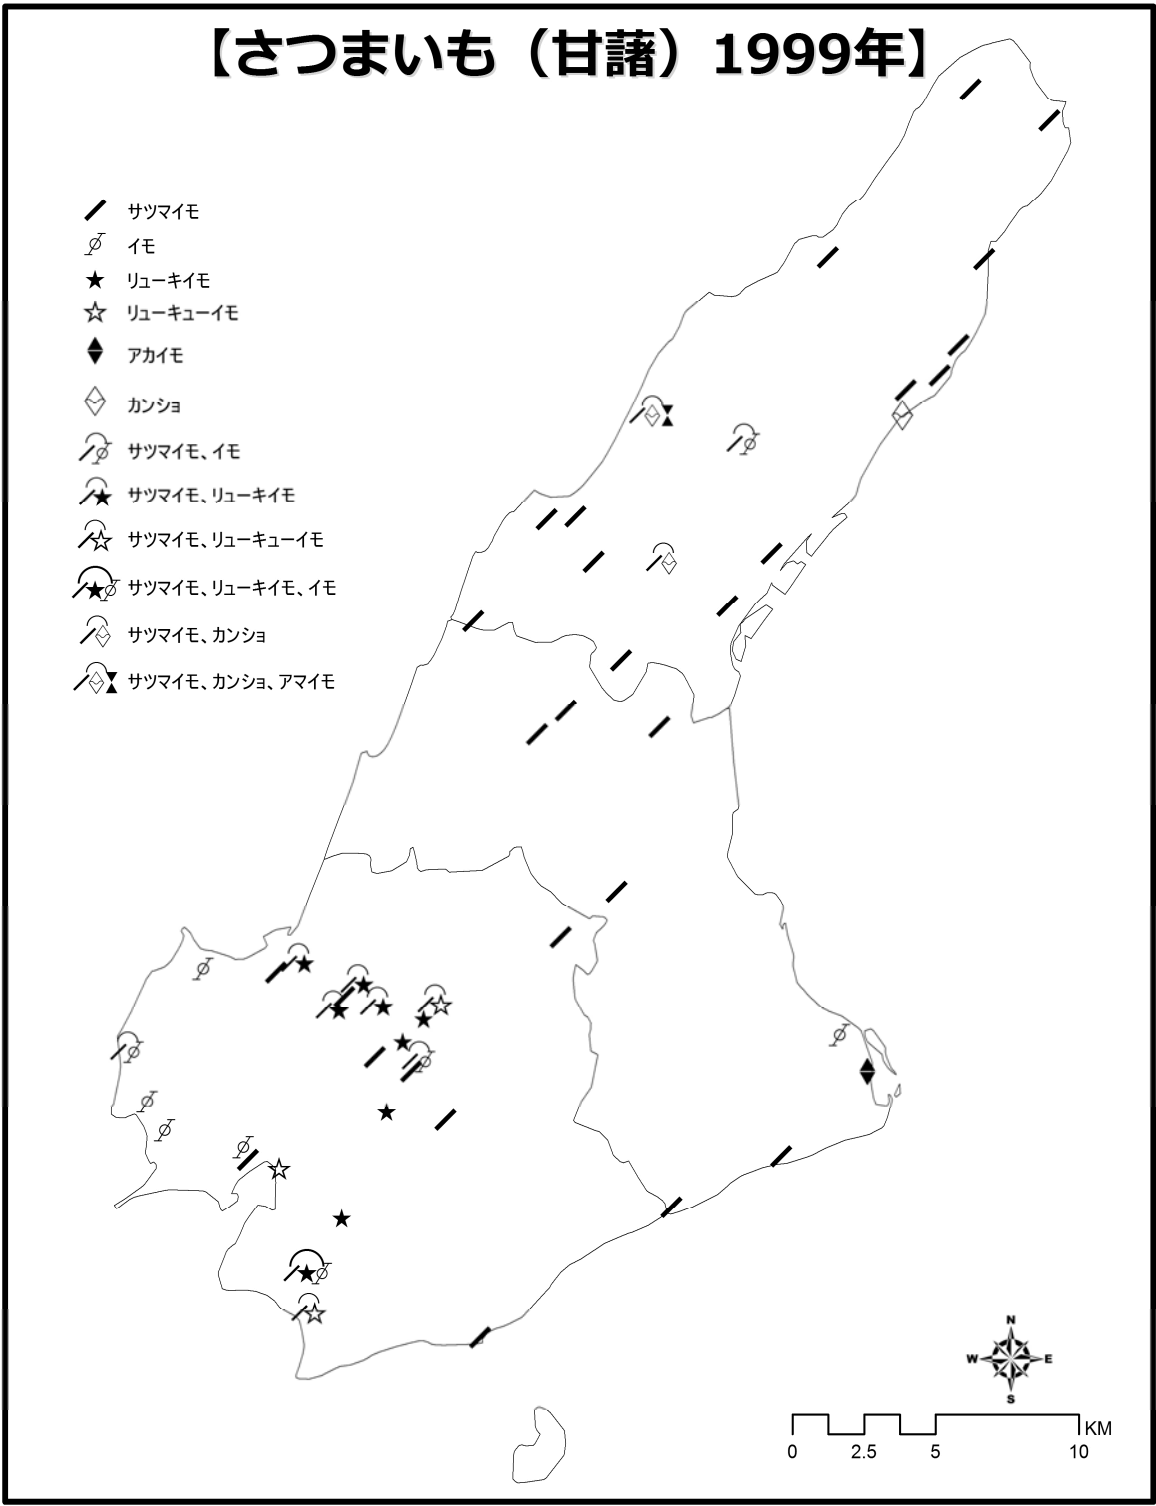 【さつまいも（甘藷）1999年】
サツマイモ
イモ
リューキイモ
リューキューイモ
アカイモ
カンショ
サツマイモ、イモ
サツマイモ、リューキイモ
サツマイモ、リューキューイモ
サツマイモ、リューキイモ、イモ
サツマイモ、カンショ
サツマイモ、カンショ、アマイモ
N
W E
S
KM
0 2.5 5 10